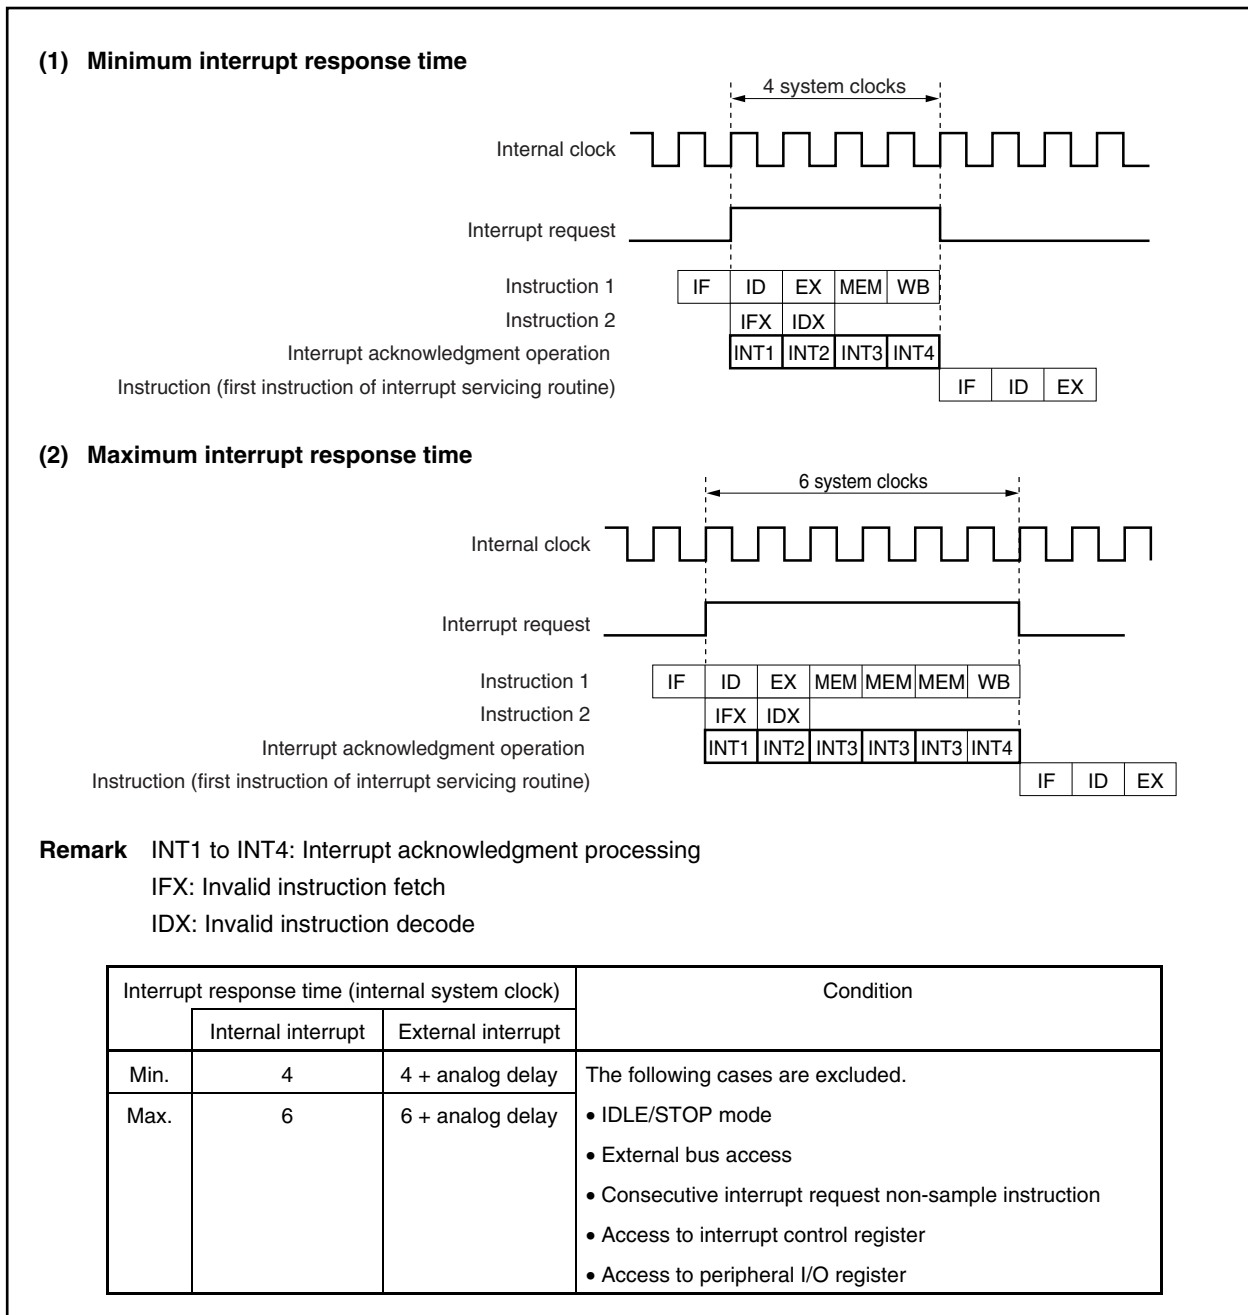 (1) Minimum interrupt response time
4 system clocks
Internal clock
Interrupt request
Instruction 1 IF ID EX MEM WB
Instruction 2 IFX IDX
Interrupt acknowledgment operation INT1 INT2 INT3 INT4
Instruction (first instruction of interrupt servicing routine) IF ID EX
(2) Maximum interrupt response time
6 system clocks
Internal clock
Interrupt request
Instruction 1 IF ID EX MEM MEM MEM WB
Instruction 2 IFX IDX
Interrupt acknowledgment operation INT1 INT2 INT3 INT3 INT3 INT4
Instruction (first instruction of interrupt servicing routine) IF ID EX
Remark INT1 to INT4: Interrupt acknowledgment processing
IFX: Invalid instruction fetch
IDX: Invalid instruction decode
Interrupt response time (internal system clock) Condition
Internal interrupt External interrupt
Min. 4 4 + analog delay The following cases are excluded.
Max. 6 6 + analog delay • IDLE/STOP mode
• External bus access
• Consecutive interrupt request non-sample instruction
• Access to interrupt control register
• Access to peripheral I/O register